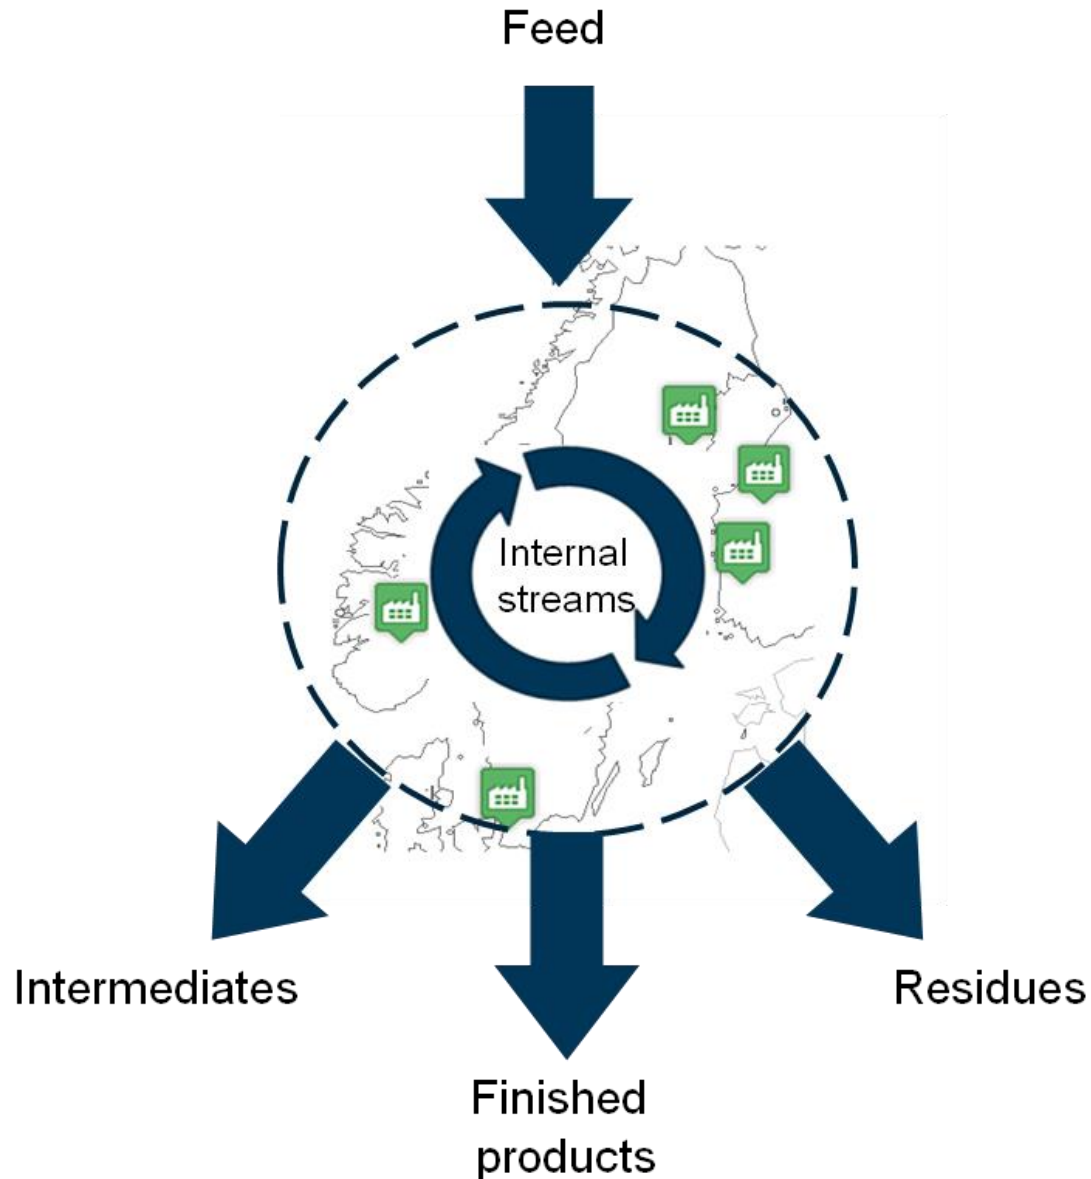 Feed
Internal
streams
Intermediates
Residues
Finished
products